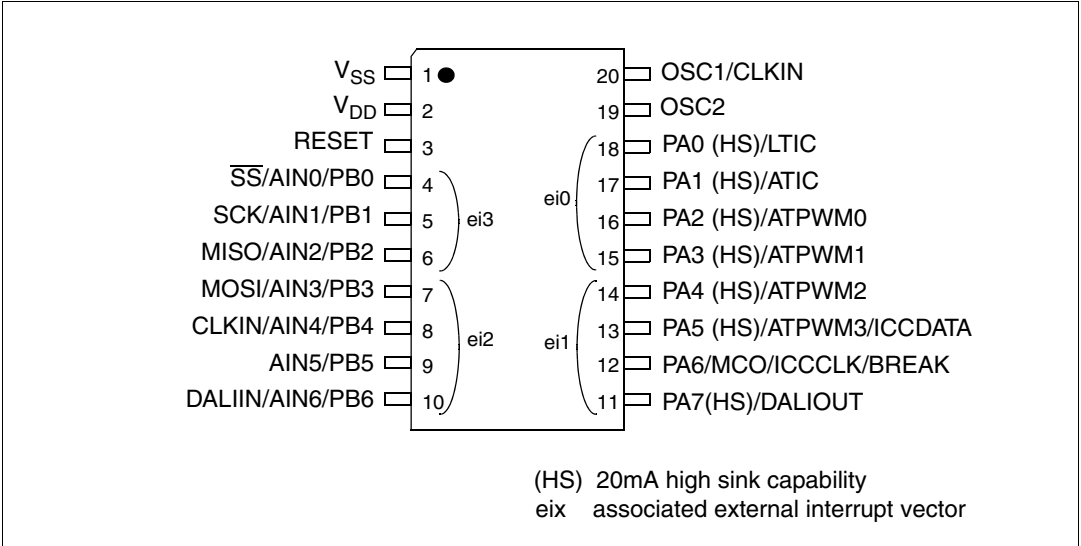 V_SS 1 20 OSC1/CLKIN
V_DD 2 19 OSC2
RESET 3 18 PA0 (HS)/LTIC
S̅S̅/AIN0/PB0 4 17 PA1 (HS)/ATIC
ei3 ei0
SCK/AIN1/PB1 5 16 PA2 (HS)/ATPWM0
MISO/AIN2/PB2 6 15 PA3 (HS)/ATPWM1
MOSI/AIN3/PB3 7 14 PA4 (HS)/ATPWM2
CLKIN/AIN4/PB4 8 13 PA5 (HS)/ATPWM3/ICCDATA
ei2 ei1
AIN5/PB5 9 12 PA6/MCO/ICCCLK/BREAK
DALIIN/AIN6/PB6 10 11 PA7(HS)/DALIOUT
(HS) 20mA high sink capability
eix associated external interrupt vector